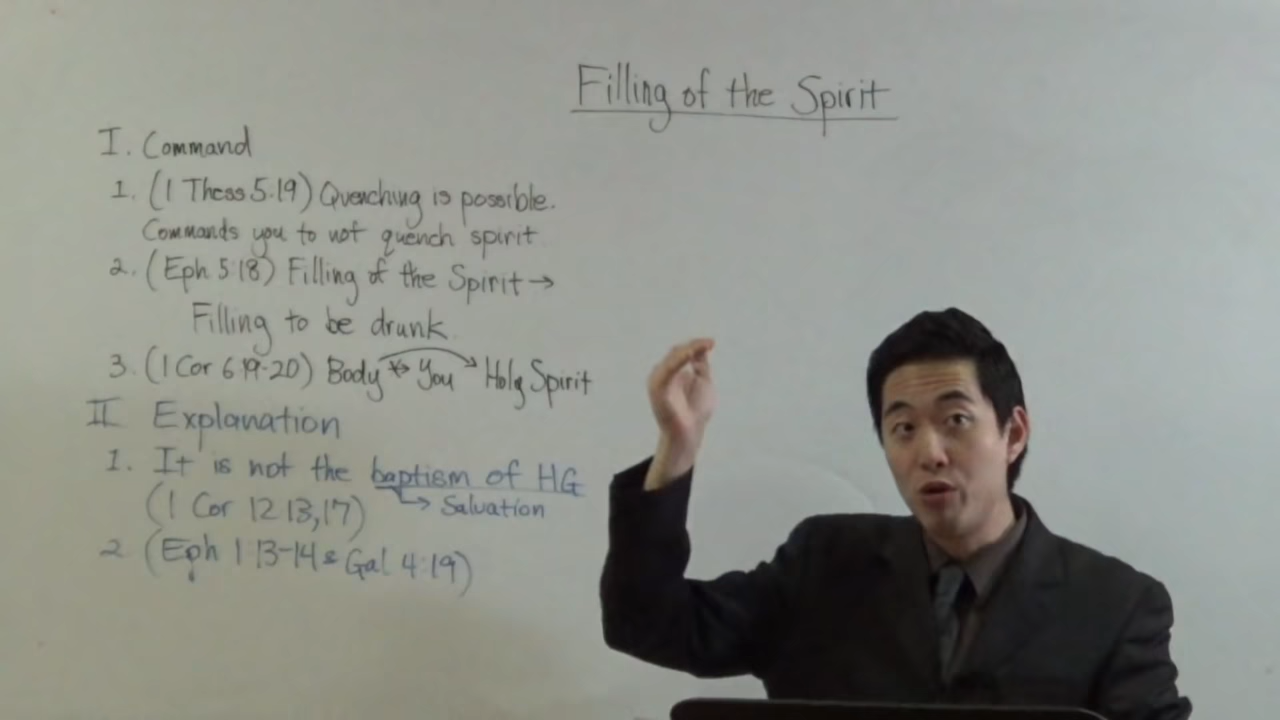 Filling of the Spirit
I. Command
1. (1 Thess 5:19) Quenching is possible.
Commands you to not quench spirit
2. (Eph 5:18) Filling of the Spirit →
Filling to be drunk.
3. (1 Cor 6 19-20) Body ↔ You → Holy Spirit
II Explanation
1. It is not the baptism of HG
(1 Cor 12 13,17) → Salvation
2 (Eph 1:13-14 & Gal 4:19)